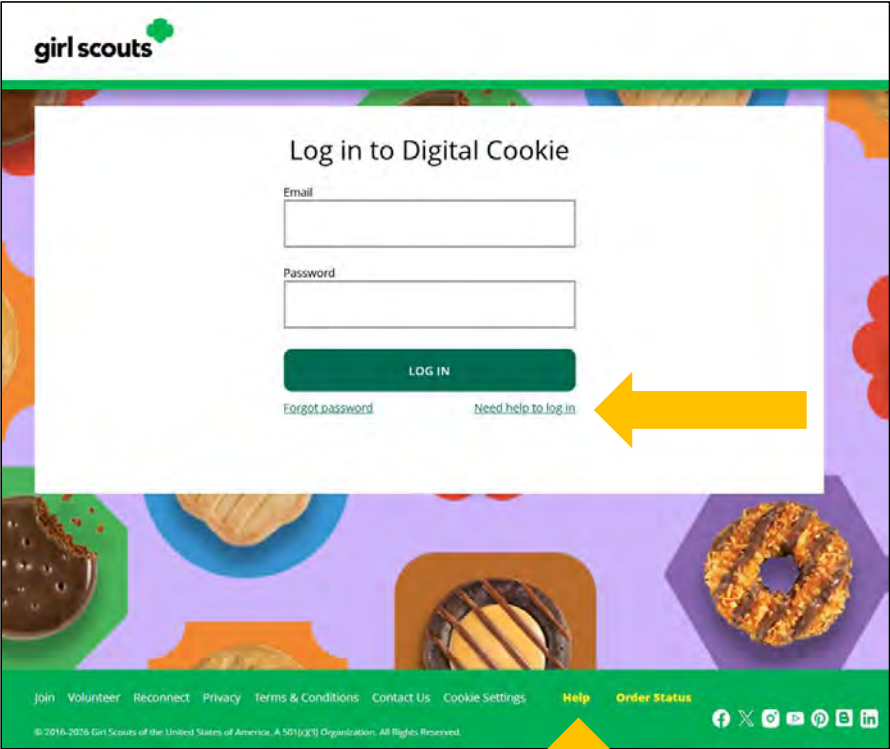 girl scouts
Log in to Digital Cookie
Email
Password
LOG IN
Forgot password Need help to log in
Join Volunteer Reconnect Privacy Terms & Conditions Contact Us Cookie Settings Help Order Status
© 2016-2026 Girl Scouts of the United States of America. A 501(c)(3) Organization. All Rights Reserved.